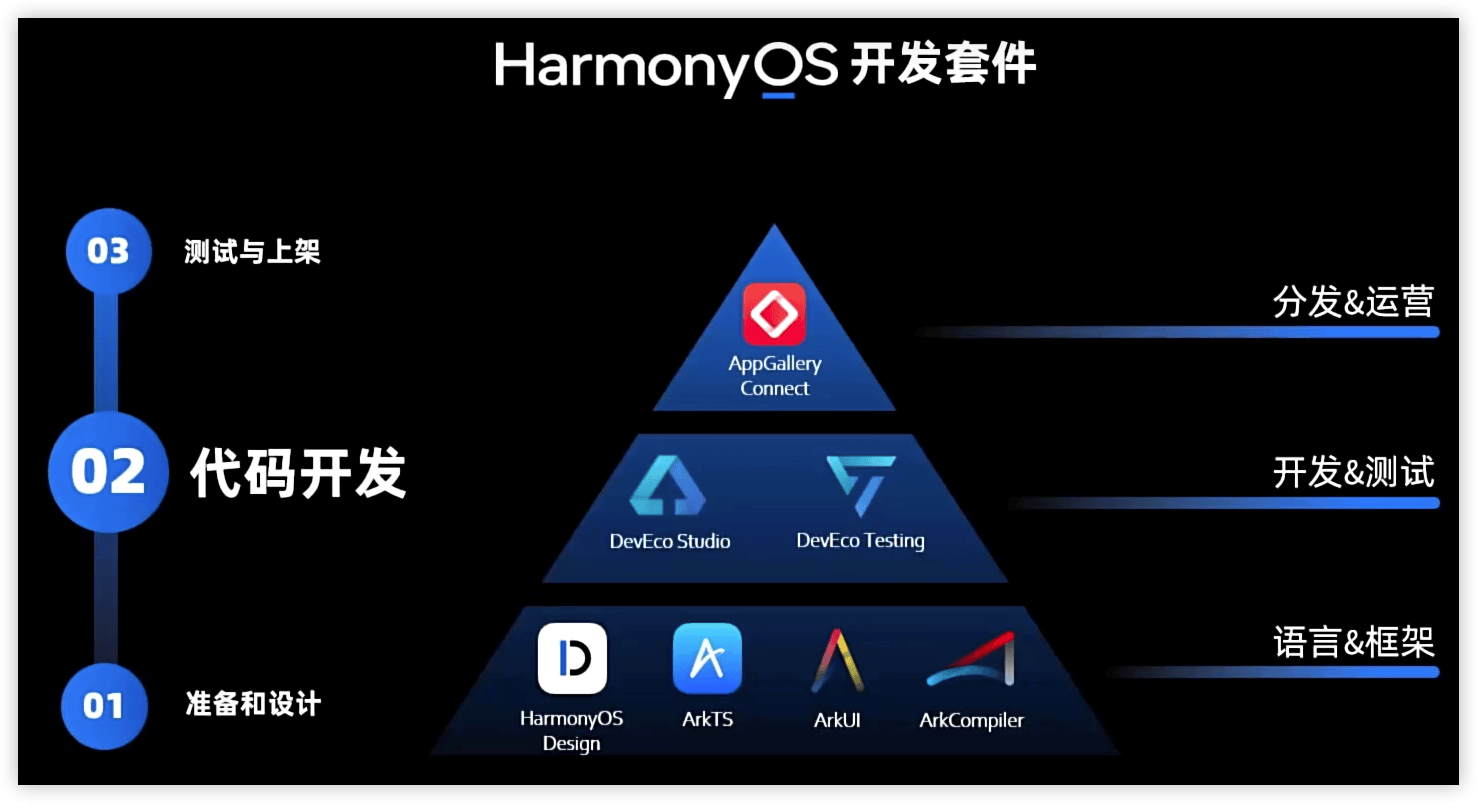 HarmonyOS 开发套件
03 测试与上架
02 代码开发
01 准备和设计
AppGallery
Connect
分发&运营
DevEco Studio
DevEco Testing
开发&测试
HarmonyOS
Design
ArkTS
ArkUI
ArkCompiler
语言&框架